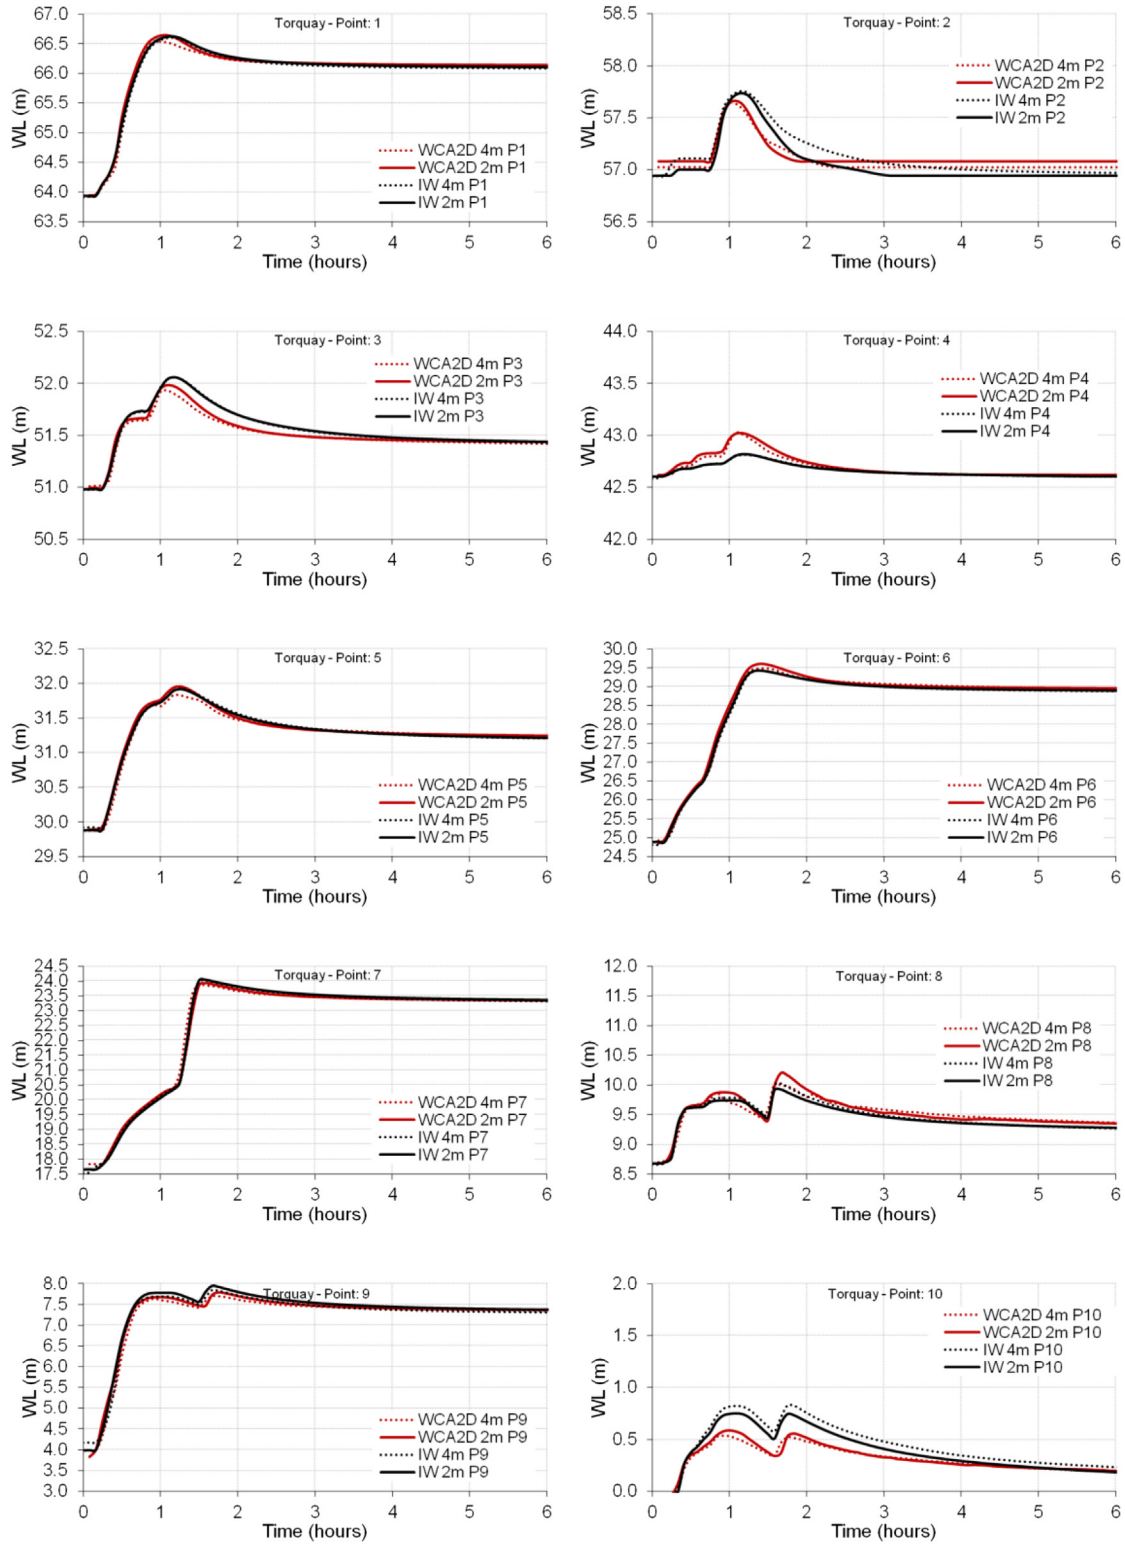 Torquay - Point: 1
WL (m)
67.0
66.5
66.0
65.5
65.0
64.5
64.0
63.5
WCA2D 4m P1
WCA2D 2m P1
IW 4m P1
IW 2m P1
0 1 2 3 4 5 6
Time (hours)
Torquay - Point: 2
WL (m)
58.5
58.0
57.5
57.0
56.5
WCA2D 4m P2
WCA2D 2m P2
IW 4m P2
IW 2m P2
0 1 2 3 4 5 6
Time (hours)
Torquay - Point: 3
WL (m)
52.5
52.0
51.5
51.0
50.5
WCA2D 4m P3
WCA2D 2m P3
IW 4m P3
IW 2m P3
0 1 2 3 4 5 6
Time (hours)
Torquay - Point: 4
WL (m)
44.0
43.5
43.0
42.5
42.0
WCA2D 4m P4
WCA2D 2m P4
IW 4m P4
IW 2m P4
0 1 2 3 4 5 6
Time (hours)
Torquay - Point: 5
WL (m)
32.5
32.0
31.5
31.0
30.5
30.0
29.5
WCA2D 4m P5
WCA2D 2m P5
IW 4m P5
IW 2m P5
0 1 2 3 4 5 6
Time (hours)
Torquay - Point: 6
WL (m)
30.0
29.5
29.0
28.5
28.0
27.5
27.0
26.5
26.0
25.5
25.0
24.5
WCA2D 4m P6
WCA2D 2m P6
IW 4m P6
IW 2m P6
0 1 2 3 4 5 6
Time (hours)
Torquay - Point: 7
WL (m)
24.5
24.0
23.5
23.0
22.5
22.0
21.5
21.0
20.5
20.0
19.5
19.0
18.5
18.0
17.5
WCA2D 4m P7
WCA2D 2m P7
IW 4m P7
IW 2m P7
0 1 2 3 4 5 6
Time (hours)
Torquay - Point: 8
WL (m)
12.0
11.5
11.0
10.5
10.0
9.5
9.0
8.5
WCA2D 4m P8
WCA2D 2m P8
IW 4m P8
IW 2m P8
0 1 2 3 4 5 6
Time (hours)
Torquay - Point: 9
WL (m)
8.0
7.5
7.0
6.5
6.0
5.5
5.0
4.5
4.0
3.5
3.0
WCA2D 4m P9
WCA2D 2m P9
IW 4m P9
IW 2m P9
0 1 2 3 4 5 6
Time (hours)
Torquay - Point: 10
WL (m)
2.0
1.5
1.0
0.5
0.0
WCA2D 4m P10
WCA2D 2m P10
IW 4m P10
IW 2m P10
0 1 2 3 4 5 6
Time (hours)